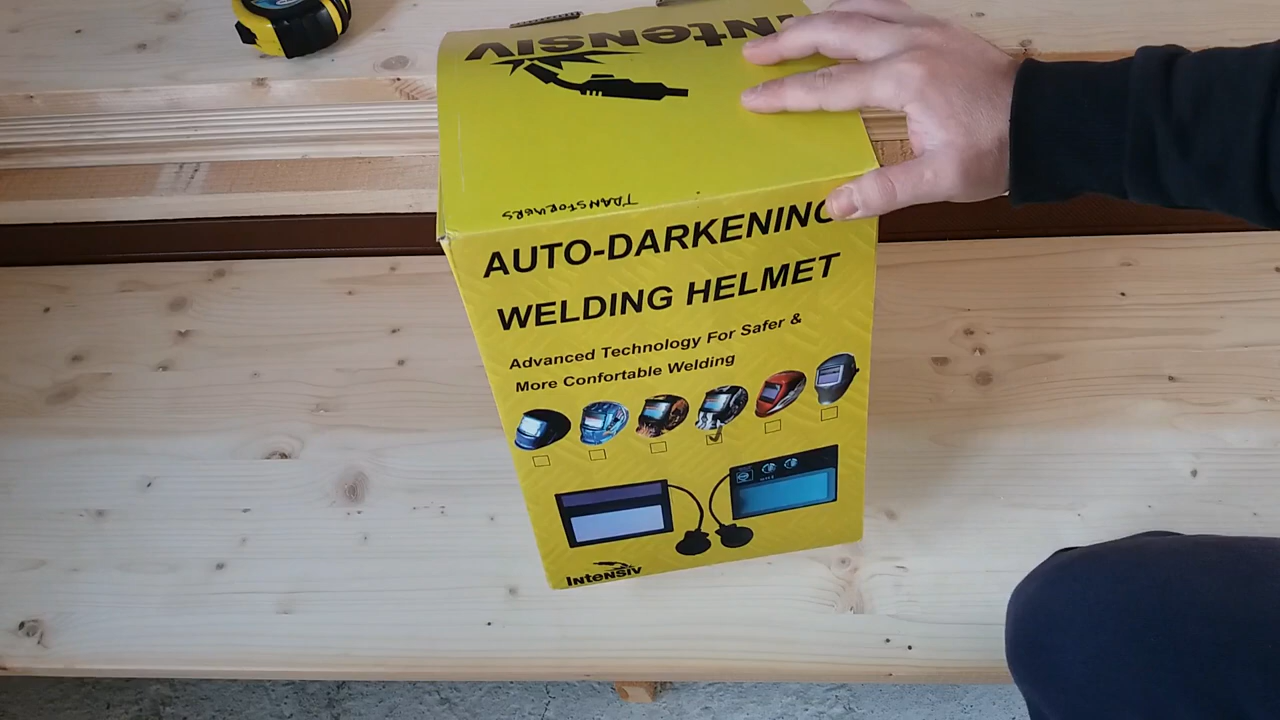 Intensiv
TRANSFORMERS
AUTO-DARKENING
WELDING HELMET
Advanced Technology For Safer &
More Confortable Welding
Intensiv